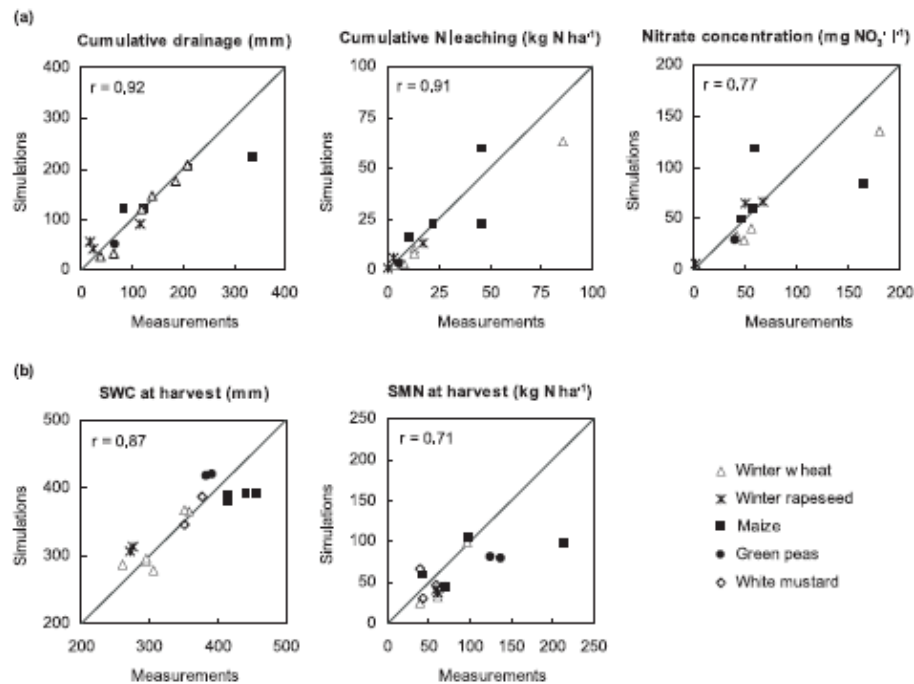 (a)
Cumulative drainage (mm)
Cumulative N leaching (kg N ha⁻¹)
Nitrate concentration (mg NO₃⁻ l⁻¹)
r = 0,92
r = 0,91
r = 0,77
400
300
200
100
0
Simulations
0 100 200 300 400
Measurements
100
75
50
25
0
Simulations
0 25 50 75 100
Measurements
200
150
100
50
0
Simulations
0 50 100 150 200
Measurements
(b)
SWC at harvest (mm)
SMN at harvest (kg N ha⁻¹)
r = 0,87
r = 0,71
500
400
300
200
Simulations
200 300 400 500
Measurements
250
200
150
100
50
0
Simulations
0 50 100 150 200 250
Measurements
Winter wheat
Winter rapeseed
Maize
Green peas
White mustard